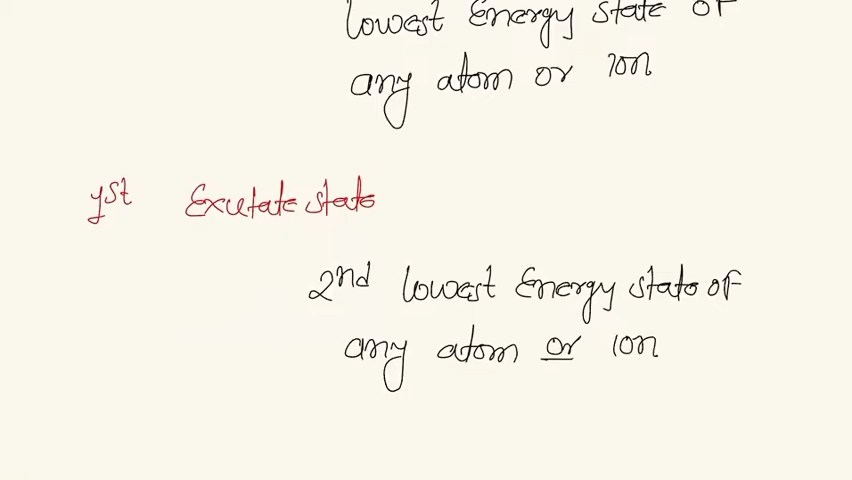 lowest Energy state of
any atom or ion
1st Exutate state
2nd lowest Energy state of
any atom or ion